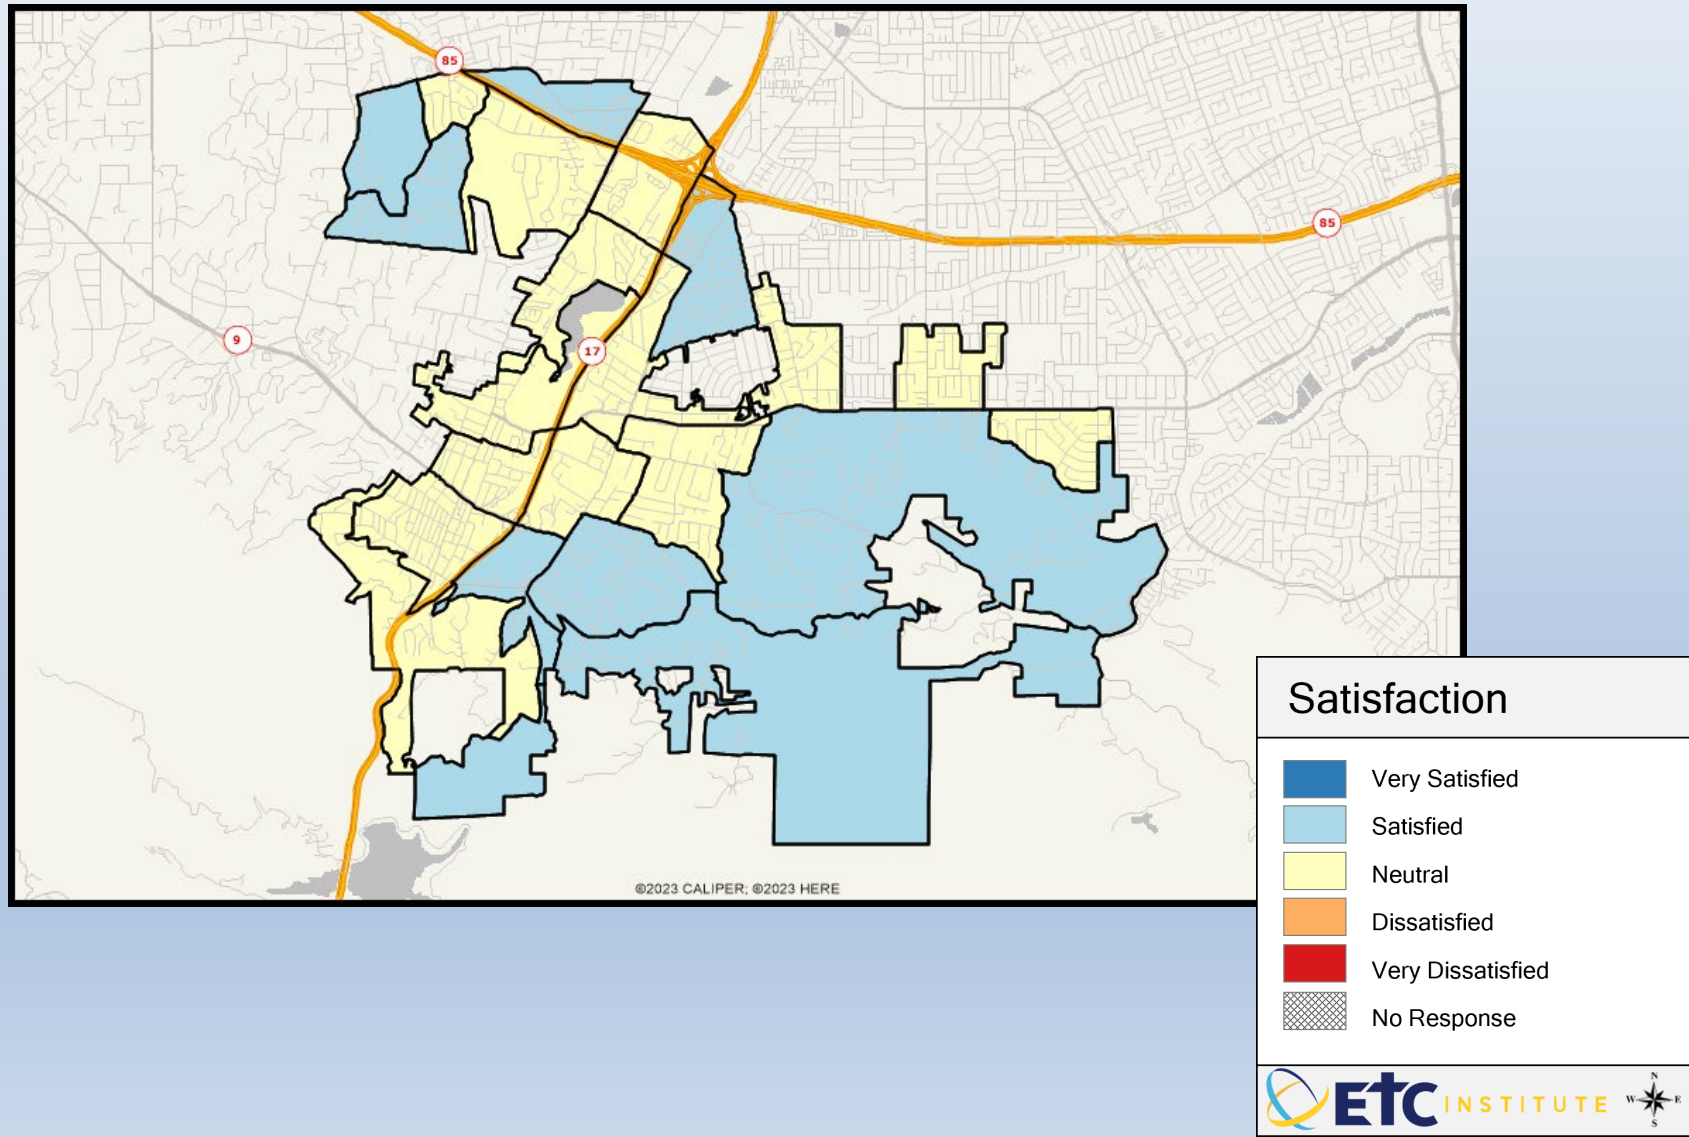 85
85
9
17
©2023 CALIPER; ©2023 HERE
Satisfaction
Very Satisfied
Satisfied
Neutral
Dissatisfied
Very Dissatisfied
No Response
ETC INSTITUTE
N
W E
S